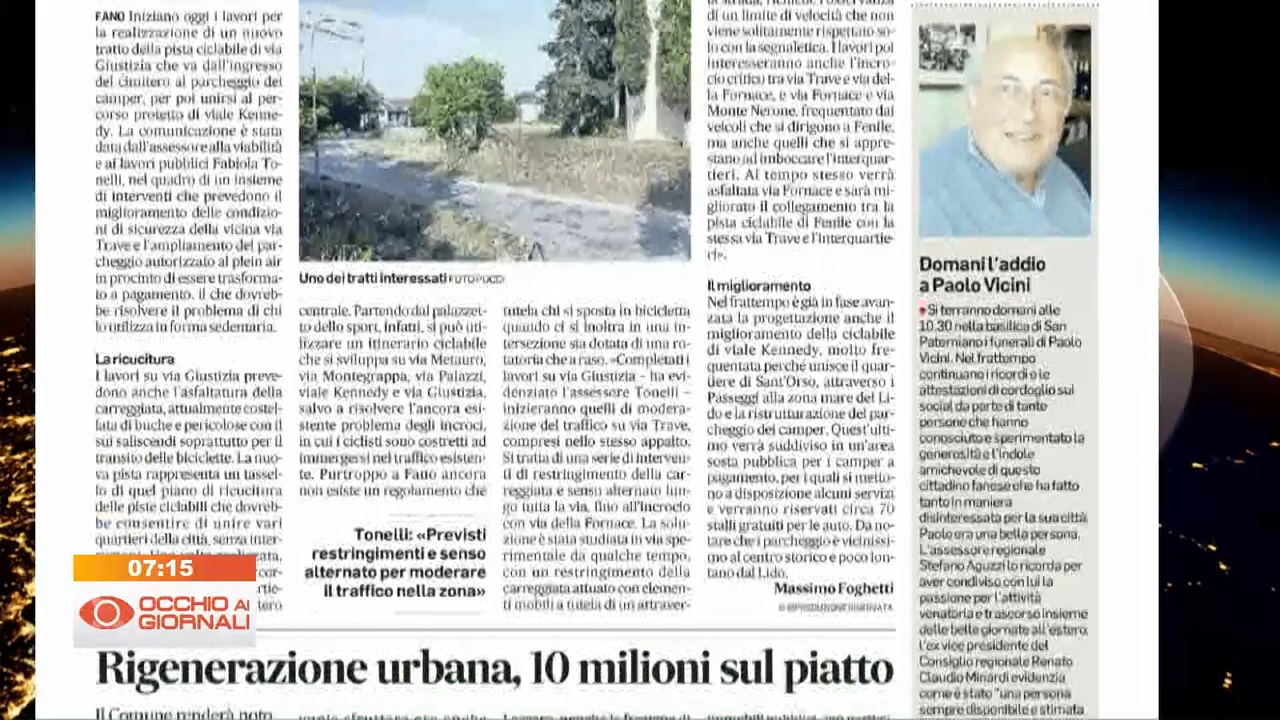 FANO Iniziano oggi i lavori per
la realizzazione di un nuovo
tratto della pista ciclabile di via
Giustizia che va dall'ingresso
del cimitero al parcheggio dei
camper, per poi unirsi al per-
corso protetto di viale Kenne-
dy. La comunicazione è stata
data dall'assessore alla viabilità
e ai lavori pubblici Fabiola To-
nelli, nel quadro di un insieme
di interventi che prevedono il
miglioramento delle condizio-
ni di sicurezza della vicina via
Trave e l'ampliamento del par-
cheggio autorizzato al plein air
in procinto di essere trasforma-
to a pagamento, il che dovreb-
be risolvere il problema di chi
lo utilizza in forma sedentaria.
La ricucitura
I lavori su via Giustizia preve-
dono anche l'asfaltatura della
carreggiata, attualmente costel-
lata di buche e pericolose con il
sui saliscendi soprattutto per il
transito delle biciclette. La nuo-
va pista rappresenta un tassel-
lo di quel piano di ricucitura
delle piste ciclabili che dovreb-
be consentire di unire vari
quartieri della città, senza inter-
Uno dei tratti interessati FOTO PUCCI
centrale. Partendo dal palazzet-
to dello sport, infatti, si può uti-
lizzare un itinerario ciclabile
che si sviluppa su via Metauro,
via Montegrappa, via Palazzi,
viale Kennedy e via Giustizia,
salvo a risolvere l'ancora esi-
stente problema degli incroci,
in cui i ciclisti sono costretti ad
immergersi nel traffico esisten-
te. Purtroppo a Fano ancora
non esiste un regolamento che
Tonelli: «Previsti
restringimenti e senso
alternato per moderare
il traffico nella zona»
tutela chi si sposta in bicicletta
quando ci si inoltra in una in-
tersezione sia dotata di una ro-
tatoria che a raso. «Completati i
lavori su via Giustizia - ha evi-
denziato l'assessore Tonelli -
inizieranno quelli di modera-
zione del traffico su via Trave,
compresi nello stesso appalto.
Si tratta di una serie di interven-
ti di restringimento della car-
reggiata e senso alternato lun-
go tutta la via, fino all'incrocio
con via della Fornace. La solu-
zione è stata studiata in via spe-
rimentale da qualche tempo,
con un restringimento della
carreggiata attuato con elemen-
ti mobili a tutela di un attraver-
la strada, richiede l'osservanza
di un limite di velocità che non
viene solitamente rispettato so-
lo con la segnaletica. I lavori poi
interesseranno anche l'incro-
cio critico tra via Trave e via del-
la Fornace, e via Fornace e via
Monte Nerone, frequentato dai
veicoli che si dirigono a Fenile,
ma anche quelli che si appre-
stano ad imboccare l'interquar-
tieri. Al tempo stesso verrà
asfaltata via Fornace e sarà mi-
gliorato il collegamento tra la
pista ciclabile di Fenile con la
stessa via Trave e l'Interquartie-
ri».
Il miglioramento
Nel frattempo è già in fase avan-
zata la progettazione anche il
miglioramento della ciclabile
di viale Kennedy, molto fre-
quentata perché unisce il quar-
tiere di Sant'Orso, attraverso i
Passeggi alla zona mare del Li-
do e la ristrutturazione del par-
cheggio dei camper. Quest'ulti-
mo verrà suddiviso in un'area
sosta pubblica per i camper a
pagamento, per i quali si metto-
no a disposizione alcuni servizi
e verranno riservati circa 70
stalli gratuiti per le auto. Da no-
tare che i parcheggio è vicinissi-
mo al centro storico e poco lon-
tano dal Lido.
Massimo Foghetti
© RIPRODUZIONE RISERVATA
Domani l'addio
a Paolo Vicini
Si terranno domani alle
10.30 nella basilica di San
Paterniano i funerali di Paolo
Vicini. Nel frattempo
continuano i ricordi e le
attestazioni di cordoglio sui
social da parte di tante
persone che hanno
conosciuto e sperimentato la
generosità e l'indole
amichevole di questo
cittadino fanese che ha fatto
tanto in maniera
disinteressata per la sua città.
Paolo era una bella persona.
L'assessore regionale
Stefano Aguzzi lo ricorda per
aver condiviso con lui la
passione per l'attività
venatoria e trascorso insieme
delle belle giornate all'estero,
l'ex vice presidente del
Consiglio regionale Renato
Claudio Minardi evidenzia
come è stato "una persona
sempre disponibile e stimata
07:15
OCCHIO AI
GIORNALI
Rigenerazione urbana, 10 milioni sul piatto
Il Comune renderà noto